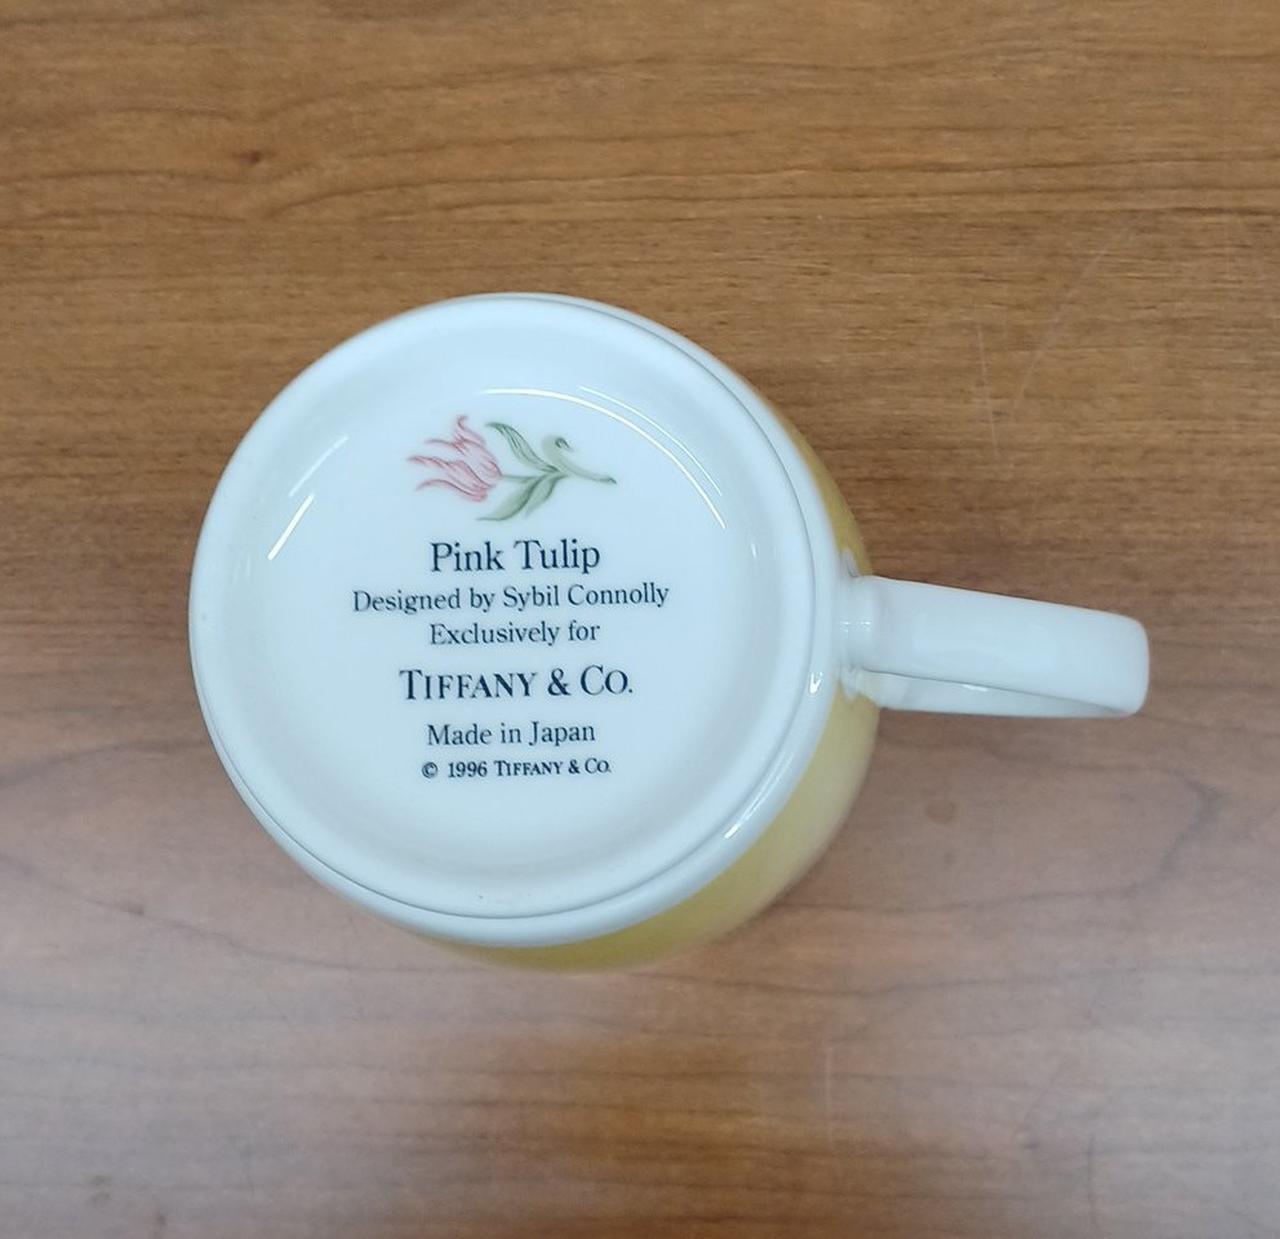 Pink Tulip
Designed by Sybil Connolly
Exclusively for
TIFFANY & CO.
Made in Japan
© 1996 TIFFANY & CO.